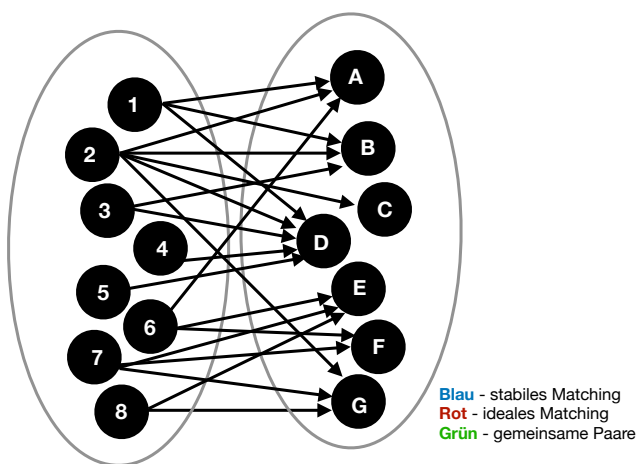 1
2
3
4
5
6
7
8
A
B
C
D
E
F
G
Blau - stabiles Matching
Rot - ideales Matching
Grün - gemeinsame Paare